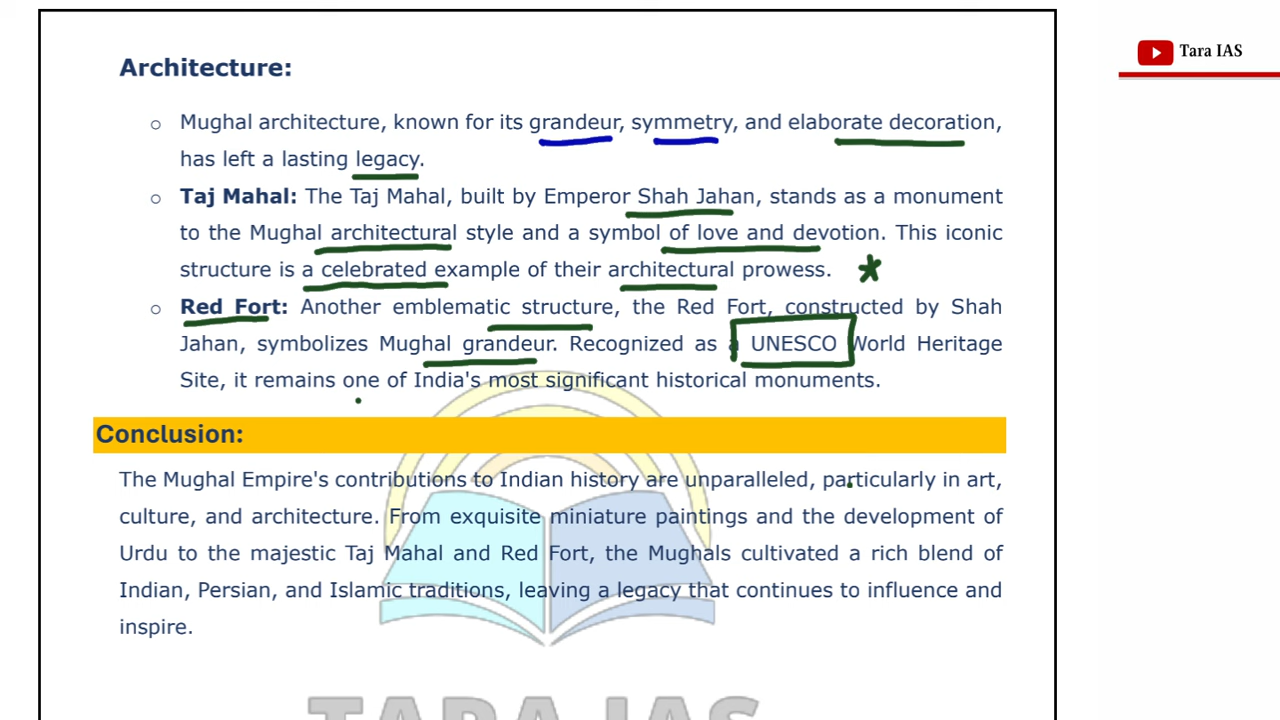 Tara IAS
Architecture:
o Mughal architecture, known for its grandeur, symmetry, and elaborate decoration,
has left a lasting legacy.
o Taj Mahal: The Taj Mahal, built by Emperor Shah Jahan, stands as a monument
to the Mughal architectural style and a symbol of love and devotion. This iconic
structure is a celebrated example of their architectural prowess.
o Red Fort: Another emblematic structure, the Red Fort, constructed by Shah
Jahan, symbolizes Mughal grandeur. Recognized as a UNESCO World Heritage
Site, it remains one of India's most significant historical monuments.
Conclusion:
The Mughal Empire's contributions to Indian history are unparalleled, particularly in art,
culture, and architecture. From exquisite miniature paintings and the development of
Urdu to the majestic Taj Mahal and Red Fort, the Mughals cultivated a rich blend of
Indian, Persian, and Islamic traditions, leaving a legacy that continues to influence and
inspire.
TARA IAS